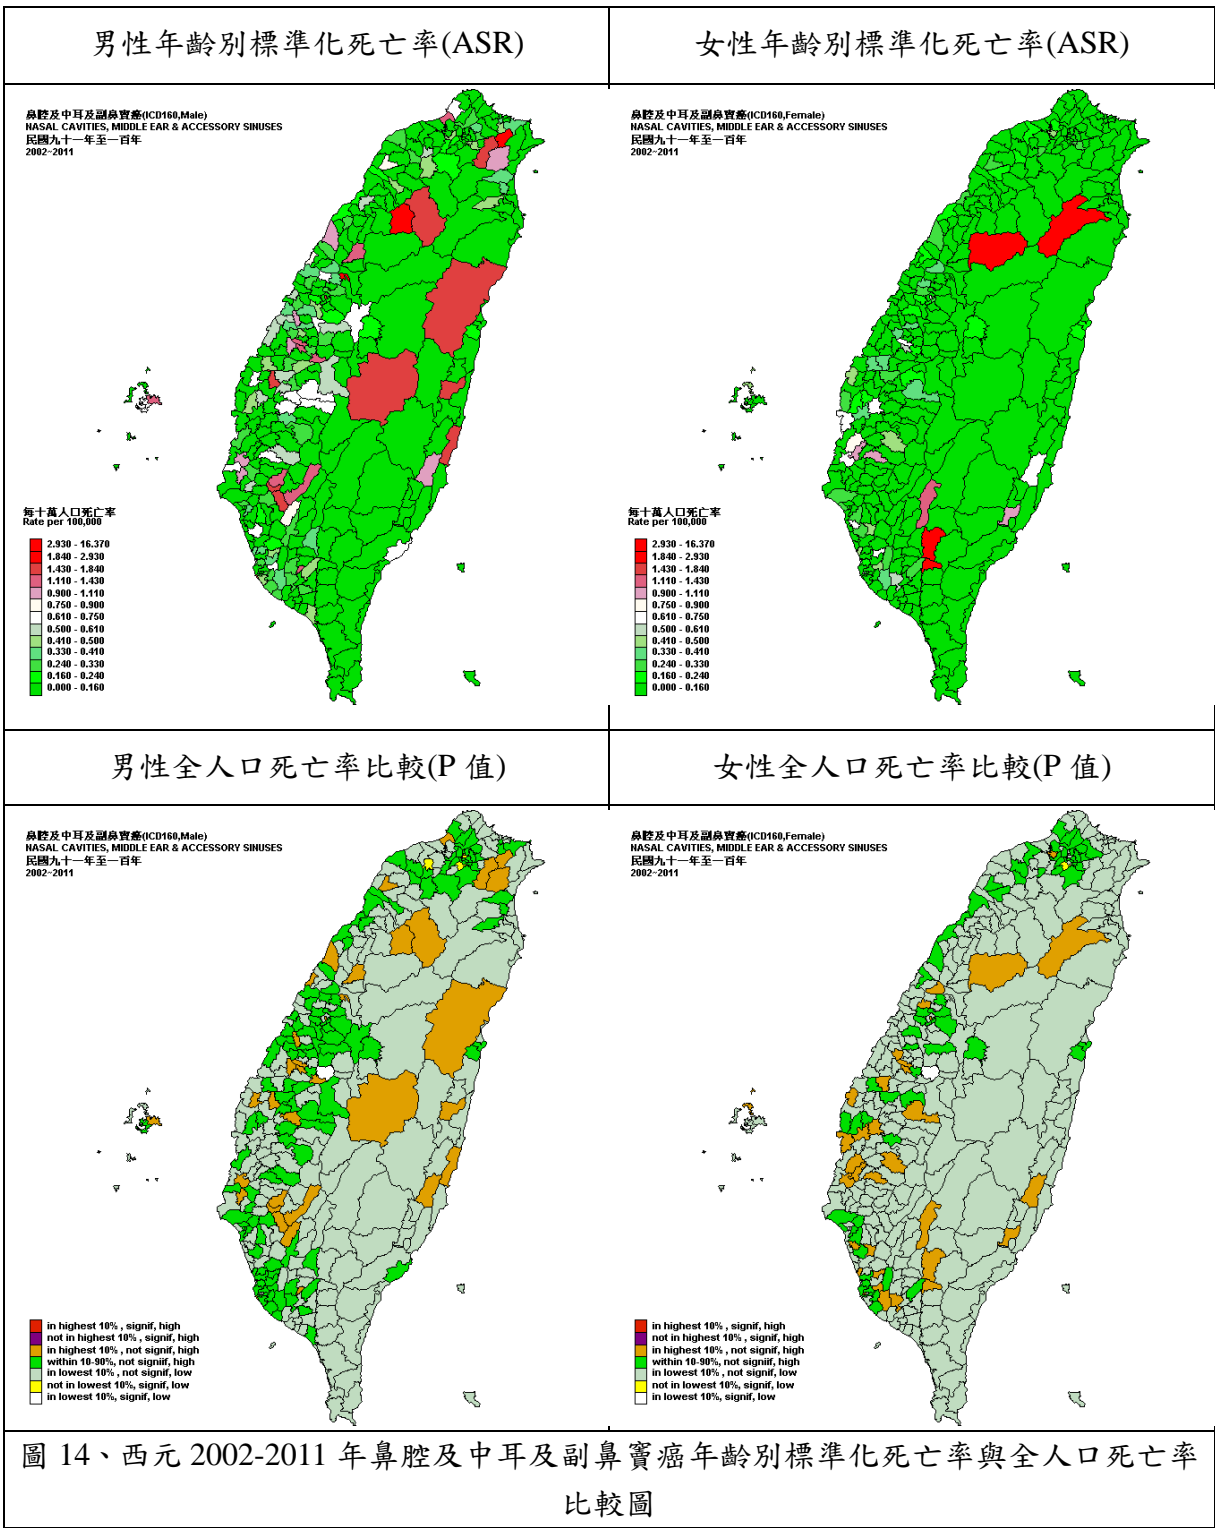 男性年齡別標準化死亡率(ASR)
女性年齡別標準化死亡率(ASR)
鼻腔及中耳及副鼻竇癌(ICD160,Male)
NASAL CAVITIES, MIDDLE EAR & ACCESSORY SINUSES
民國九十一年至一百年
2002~2011
每十萬人口死亡率
Rate per 100,000
2.930 - 16.370
1.840 - 2.930
1.430 - 1.840
1.110 - 1.430
0.900 - 1.110
0.750 - 0.900
0.610 - 0.750
0.500 - 0.610
0.410 - 0.500
0.330 - 0.410
0.240 - 0.330
0.160 - 0.240
0.000 - 0.160
鼻腔及中耳及副鼻竇癌(ICD160,Female)
NASAL CAVITIES, MIDDLE EAR & ACCESSORY SINUSES
民國九十一年至一百年
2002~2011
每十萬人口死亡率
Rate per 100,000
2.930 - 16.370
1.840 - 2.930
1.430 - 1.840
1.110 - 1.430
0.900 - 1.110
0.750 - 0.900
0.610 - 0.750
0.500 - 0.610
0.410 - 0.500
0.330 - 0.410
0.240 - 0.330
0.160 - 0.240
0.000 - 0.160
男性全人口死亡率比較(P 值)
女性全人口死亡率比較(P 值)
鼻腔及中耳及副鼻竇癌(ICD160,Male)
NASAL CAVITIES, MIDDLE EAR & ACCESSORY SINUSES
民國九十一年至一百年
2002~2011
in highest 10% , signif, high
not in highest 10% , signif, high
in highest 10% , not signif, high
within 10-90%, not signiif, high
in lowest 10% , not signif, low
not in lowest 10%, signif, low
in lowest 10%, signif, low
鼻腔及中耳及副鼻竇癌(ICD160,Female)
NASAL CAVITIES, MIDDLE EAR & ACCESSORY SINUSES
民國九十一年至一百年
2002~2011
in highest 10% , signif, high
not in highest 10% , signif, high
in highest 10% , not signif, high
within 10-90%, not signiif, high
in lowest 10% , not signif, low
not in lowest 10%, signif, low
in lowest 10%, signif, low
圖 14、西元 2002-2011 年鼻腔及中耳及副鼻竇癌年齡別標準化死亡率與全人口死亡率
比較圖